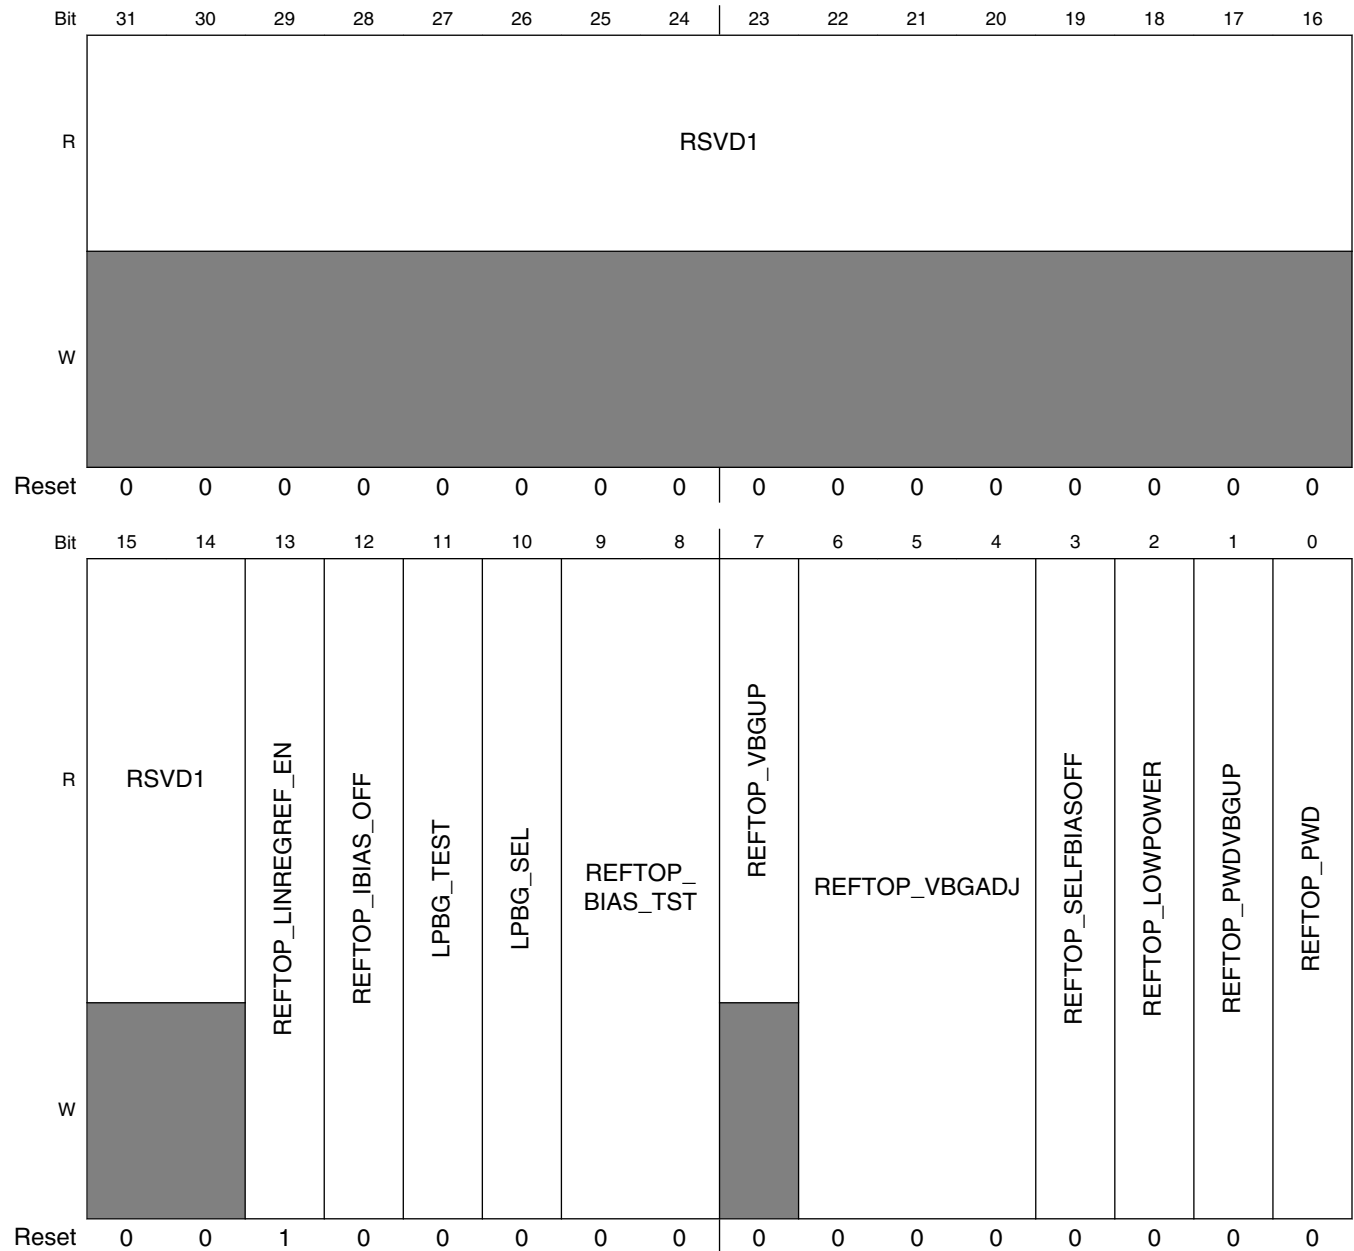 Bit 31 30 29 28 27 26 25 24 23 22 21 20 19 18 17 16
R RSVD1
W
Reset 0 0 0 0 0 0 0 0 0 0 0 0 0 0 0 0
Bit 15 14 13 12 11 10 9 8 7 6 5 4 3 2 1 0
R RSVD1
REFTOP_LINREGREF_EN
REFTOP_IBIAS_OFF
LPBG_TEST
LPBG_SEL
REFTOP_
BIAS_TST
REFTOP_VBGUP
REFTOP_VBGADJ
REFTOP_SELFBIASOFF
REFTOP_LOWPOWER
REFTOP_PWDVBGUP
REFTOP_PWD
W
Reset 0 0 1 0 0 0 0 0 0 0 0 0 0 0 0 0